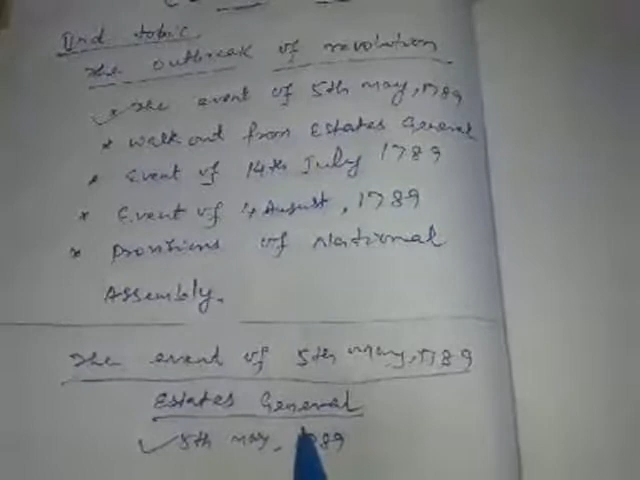 IInd topic.
The outbreak of revolution
* The event of 5th may, 1789
* Walk out from Estates General
* Event of 14th July 1789
* Event of 4 August, 1789
* Provisions of National
Assembly.
The event of 5th may, 1789
Estates General
✓ 5th may, 1789